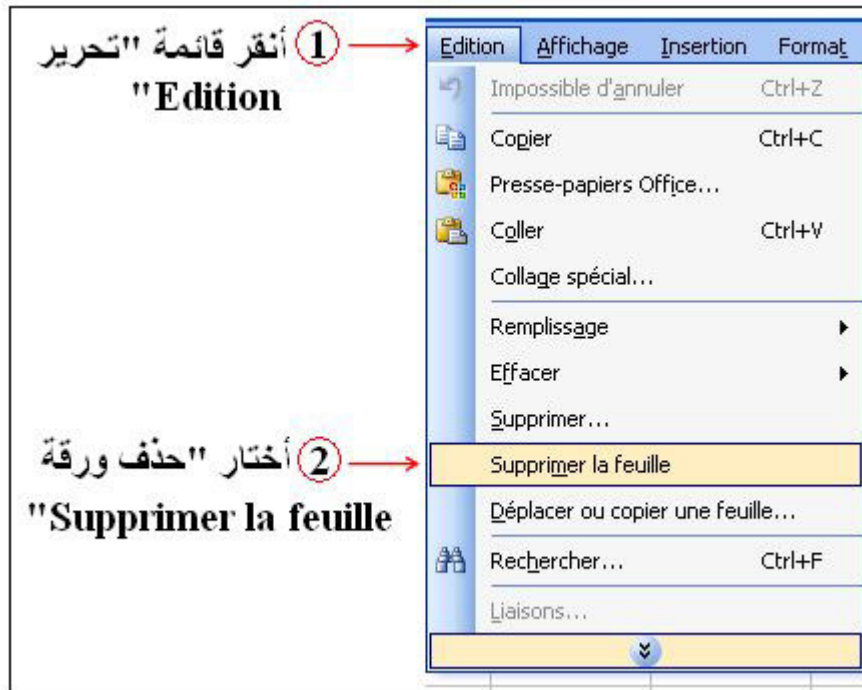 ① أنقر قائمة "تحرير
Edition"
Edition Affichage Insertion Format
Impossible d'annuler Ctrl+Z
Copier Ctrl+C
Presse-papiers Office...
Coller Ctrl+V
Collage spécial...
Remplissage
Effacer
Supprimer...
② أختار "حذف ورقة
Supprimer la feuille"
Supprimer la feuille
Déplacer ou copier une feuille...
Rechercher... Ctrl+F
Liaisons...